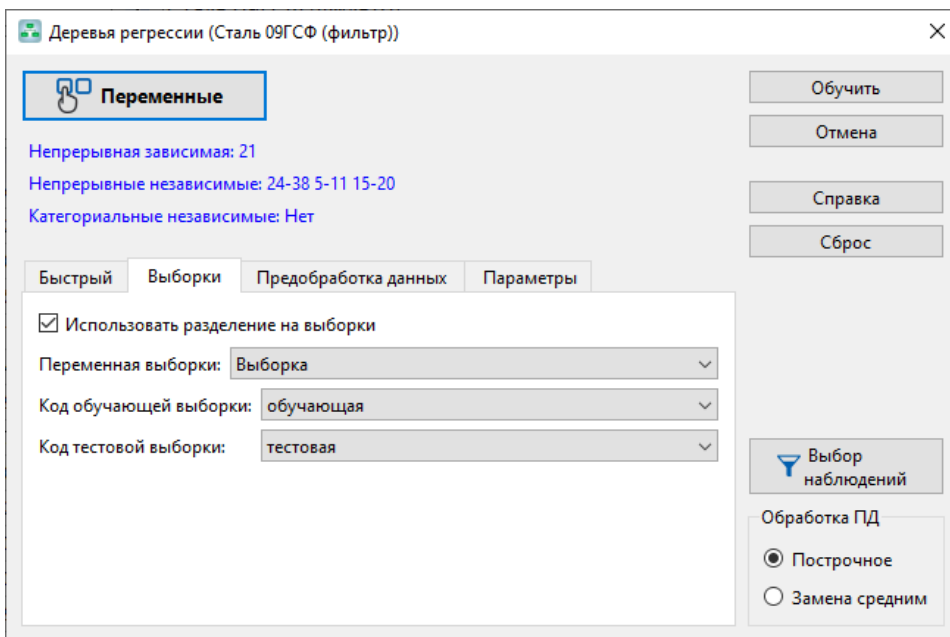 Деревья регрессии (Сталь 09ГСФ (фильтр))
Переменные
Обучить
Отмена
Непрерывная зависимая: 21
Непрерывные независимые: 24-38 5-11 15-20
Категориальные независимые: Нет
Справка
Сброс
Быстрый Выборки Предобработка данных Параметры
Использовать разделение на выборки
Переменная выборки: Выборка
Код обучающей выборки: обучающая
Код тестовой выборки: тестовая
Выбор
наблюдений
Обработка ПД
Построчное
Замена средним